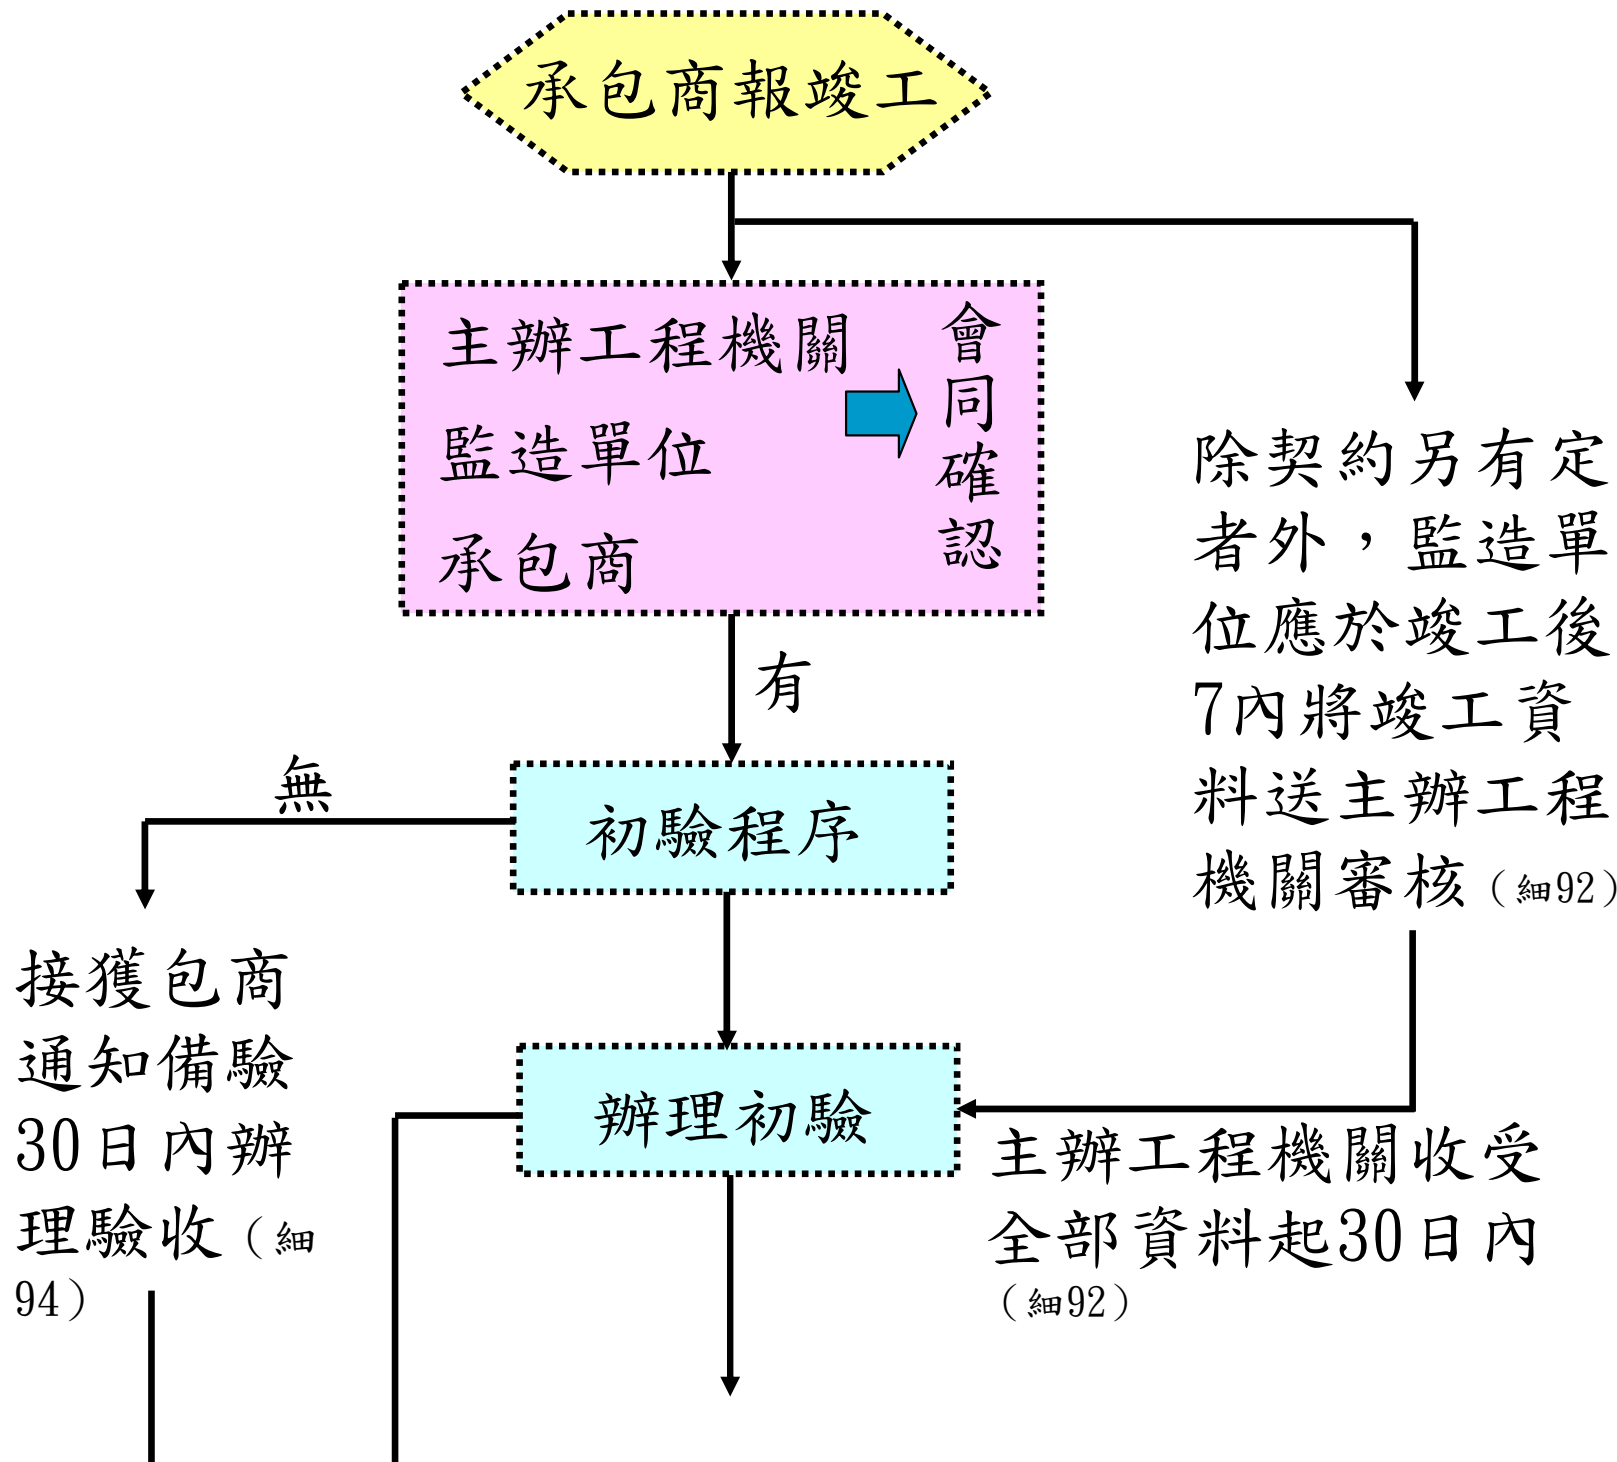 承包商報竣工
主辦工程機關
監造單位
承包商
會同確認
除契約另有定
者外，監造單
位應於竣工後
7內將竣工資
料送主辦工程
機關審核（細92）
有
無
初驗程序
接獲包商
通知備驗
30日內辦
理驗收（細
94）
辦理初驗
主辦工程機關收受
全部資料起30日內
（細92）